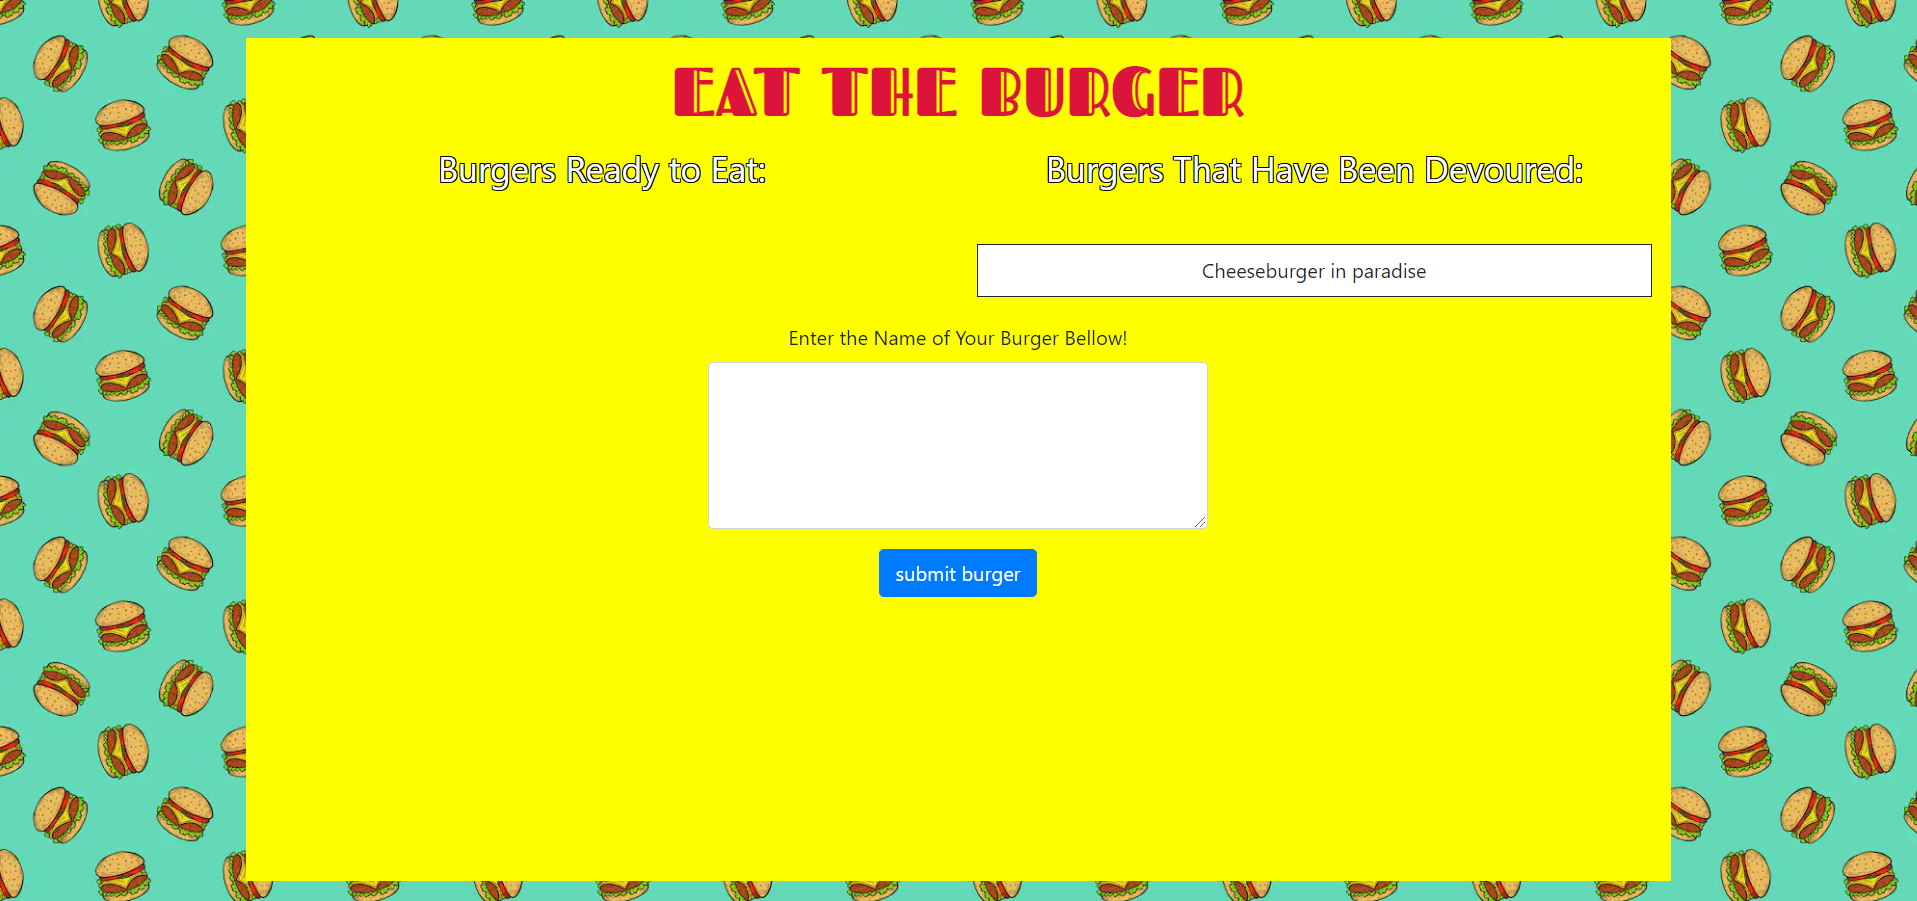 EAT THE BURGER
Burgers Ready to Eat:
Burgers That Have Been Devoured:
Cheeseburger in paradise
Enter the Name of Your Burger Bellow!
submit burger